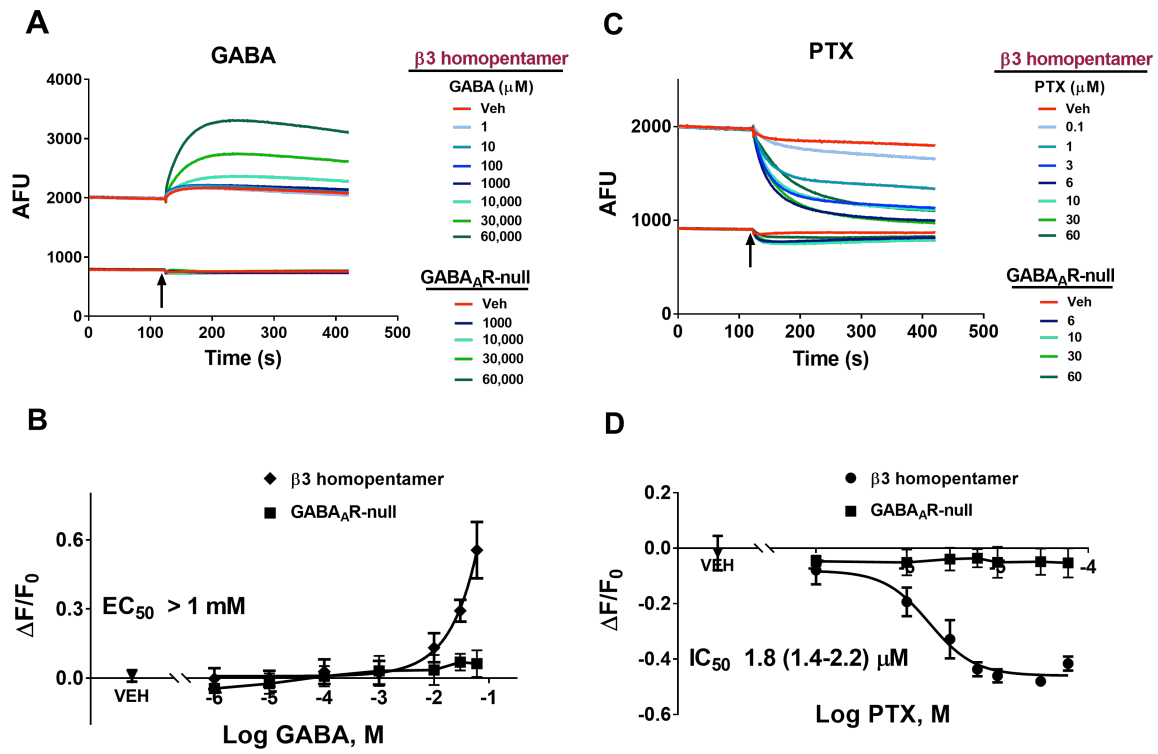 A
GABA
β3 homopentamer
GABA (μM)
Veh
1
10
100
1000
10,000
30,000
60,000
GABAAR-null
Veh
1000
10,000
30,000
60,000
AFU
4000
3000
2000
1000
0
0 100 200 300 400 500
Time (s)
C
PTX
β3 homopentamer
PTX (μM)
Veh
0.1
1
3
6
10
30
60
GABAAR-null
Veh
6
10
30
60
AFU
2000
1000
0
0 100 200 300 400 500
Time (s)
B
β3 homopentamer
GABAAR-null
ΔF/F0
0.6
0.3
0.0
EC50 > 1 mM
VEH
-6 -5 -4 -3 -2 -1
Log GABA, M
D
β3 homopentamer
GABAAR-null
ΔF/F0
0.2
0.0
-0.2
-0.4
-0.6
VEH
-6 -5 -4
IC50 1.8 (1.4-2.2) μM
Log PTX, M